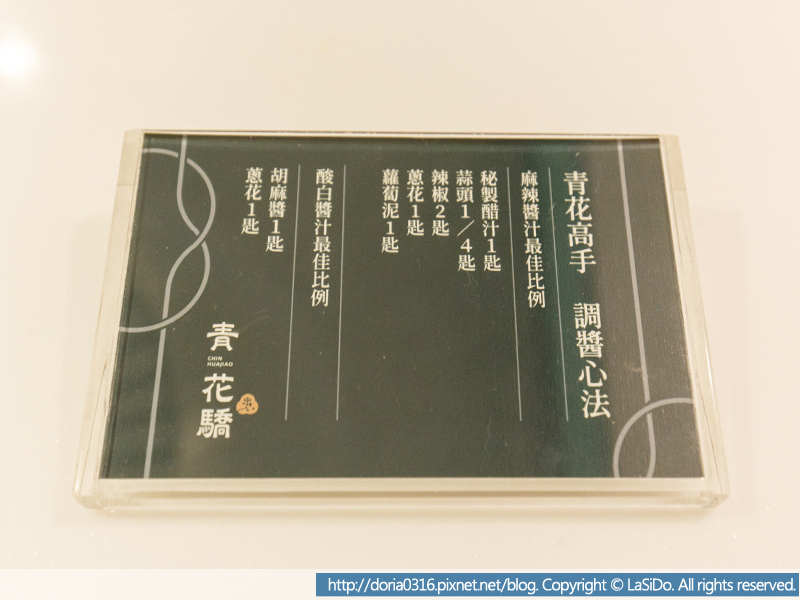 青花高手 調醬心法
麻辣醬汁最佳比例
秘製醋汁1匙
蒜頭1／4匙
辣椒2匙
蔥花1匙
蘿蔔泥1匙
酸白醬汁最佳比例
胡麻醬1匙
蔥花1匙
青花驕
CHIN
HUAJIAO
http://doria0316.pixnet.net/blog. Copyright © LaSiDo. All rights reserved.